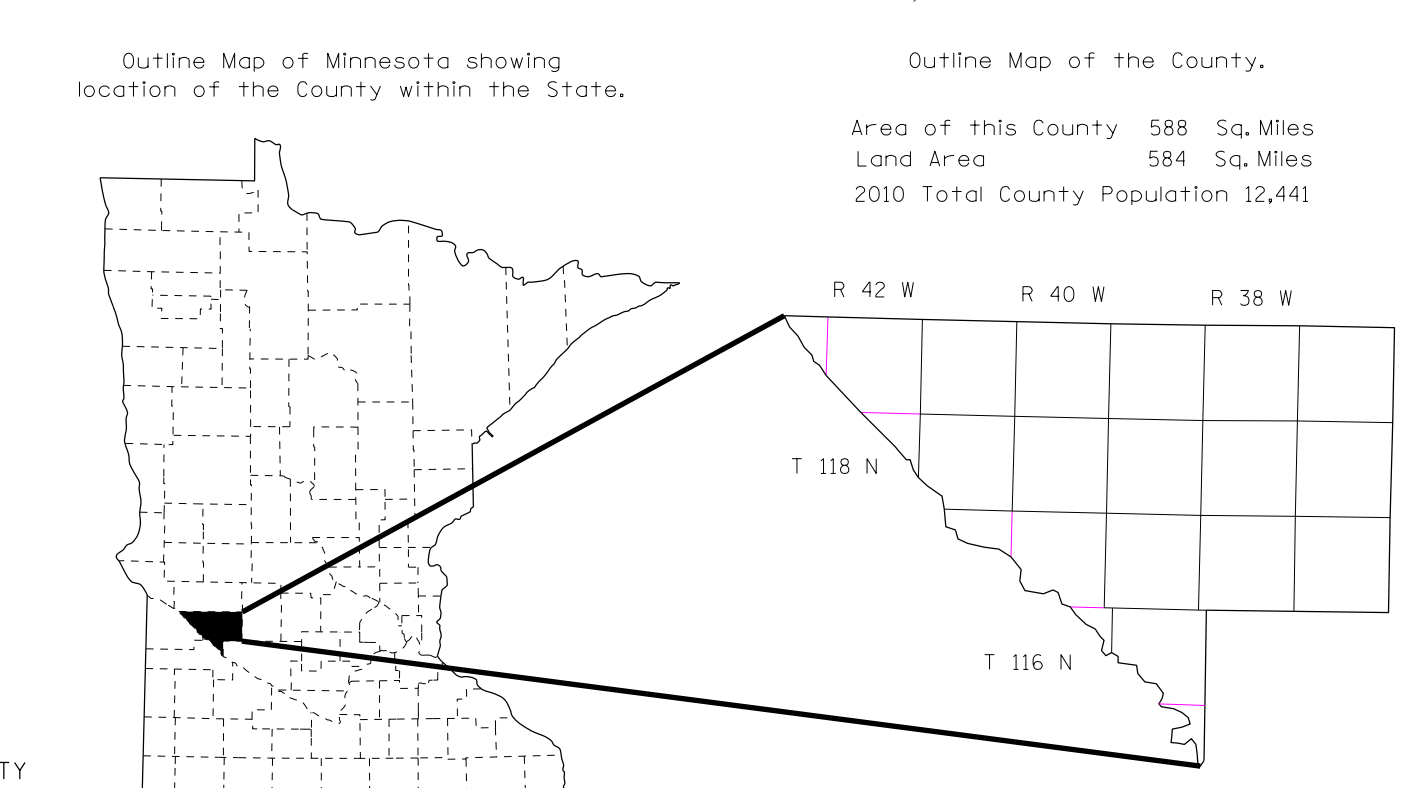 Outline Map of Minnesota showing
location of the County within the State.
Outline Map of the County.
Area of this County 588 Sq. Miles
Land Area 584 Sq. Miles
2010 Total County Population 12,441
R 42 W R 40 W R 38 W
T 118 N
T 116 N
TY